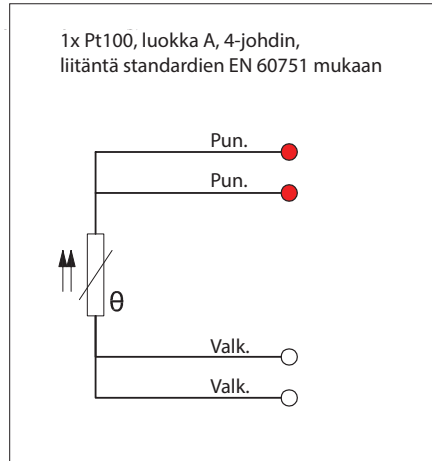 1x Pt100, luokka A, 4-johdin,
liitäntä standardien EN 60751 mukaan
Pun.
Pun.
θ
Valk.
Valk.